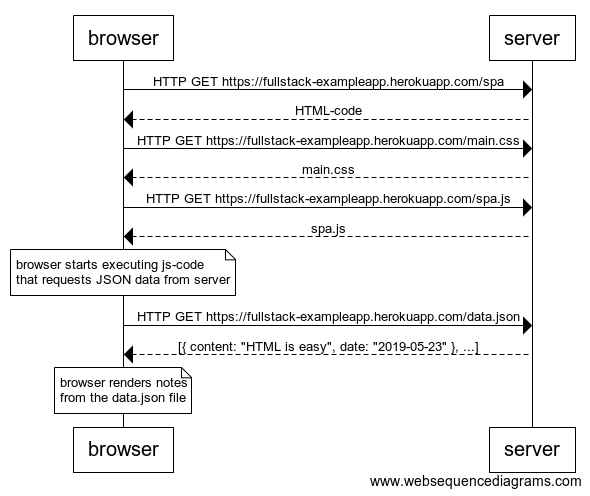 browser
server
HTTP GET https://fullstack-exampleapp.herokuapp.com/spa
HTML-code
HTTP GET https://fullstack-exampleapp.herokuapp.com/main.css
main.css
HTTP GET https://fullstack-exampleapp.herokuapp.com/spa.js
spa.js
browser starts executing js-code
that requests JSON data from server
HTTP GET https://fullstack-exampleapp.herokuapp.com/data.json
[{ content: "HTML is easy", date: "2019-05-23" }, ...]
browser renders notes
from the data.json file
browser
server
www.websequencediagrams.com